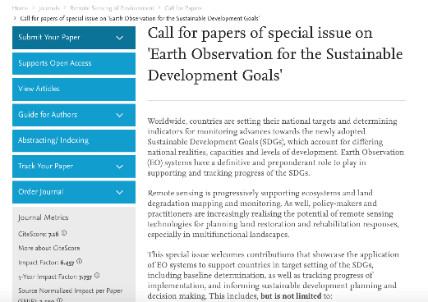 Home > Journals > Remote Sensing of Environment > Call for Papers
> Call for papers of special issue on 'Earth Observation for the Sustainable Development Goals'
Submit Your Paper
Supports Open Access
View Articles
Guide for Authors
Abstracting/ Indexing
Track Your Paper
Order Journal
Journal Metrics
CiteScore:
More about CiteScore
Impact Factor: 6.457
5-Year Impact Factor:
Source Normalized Impact per Paper
Call for papers of special issue on
'Earth Observation for the Sustainable
Development Goals'
Worldwide, countries are setting their national targets and determining
indicators for monitoring advances towards the newly adopted
Sustainable Development Goals (SDGs), which account for differing
national realities, capacities and levels of development. Earth Observation
(EO) systems have a definitive and preponderant role to play in
supporting and tracking progress of the SDGs.
Remote sensing is progressively supporting ecosystems and land
degradation mapping and monitoring. As well, policy-makers and
practitioners are increasingly realising the potential of remote sensing
technologies for planning land restoration and rehabilitation responses,
especially in multifunctional landscapes.
This special issue welcomes contributions that showcase the application
of EO systems to support countries in target setting of the SDGs,
including baseline determination, as well as tracking progress of
implementation, and informing sustainable development planning and
decision making. This includes, but is not limited to: